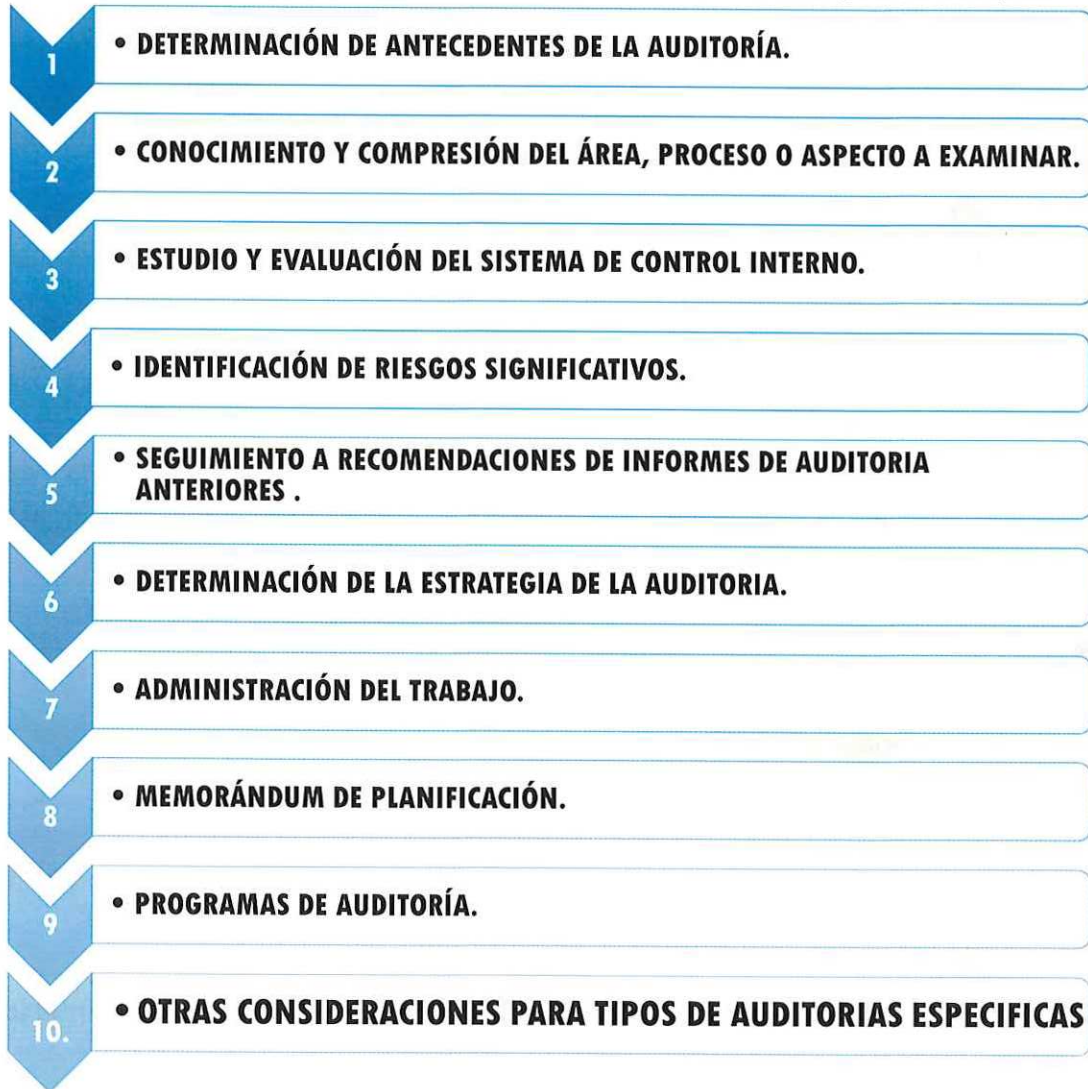 1
• DETERMINACIÓN DE ANTECEDENTES DE LA AUDITORÍA.
2
• CONOCIMIENTO Y COMPRESIÓN DEL ÁREA, PROCESO O ASPECTO A EXAMINAR.
3
• ESTUDIO Y EVALUACIÓN DEL SISTEMA DE CONTROL INTERNO.
4
• IDENTIFICACIÓN DE RIESGOS SIGNIFICATIVOS.
5
• SEGUIMIENTO A RECOMENDACIONES DE INFORMES DE AUDITORIA
ANTERIORES .
6
• DETERMINACIÓN DE LA ESTRATEGIA DE LA AUDITORIA.
7
• ADMINISTRACIÓN DEL TRABAJO.
8
• MEMORÁNDUM DE PLANIFICACIÓN.
9
• PROGRAMAS DE AUDITORÍA.
10.
• OTRAS CONSIDERACIONES PARA TIPOS DE AUDITORIAS ESPECIFICAS